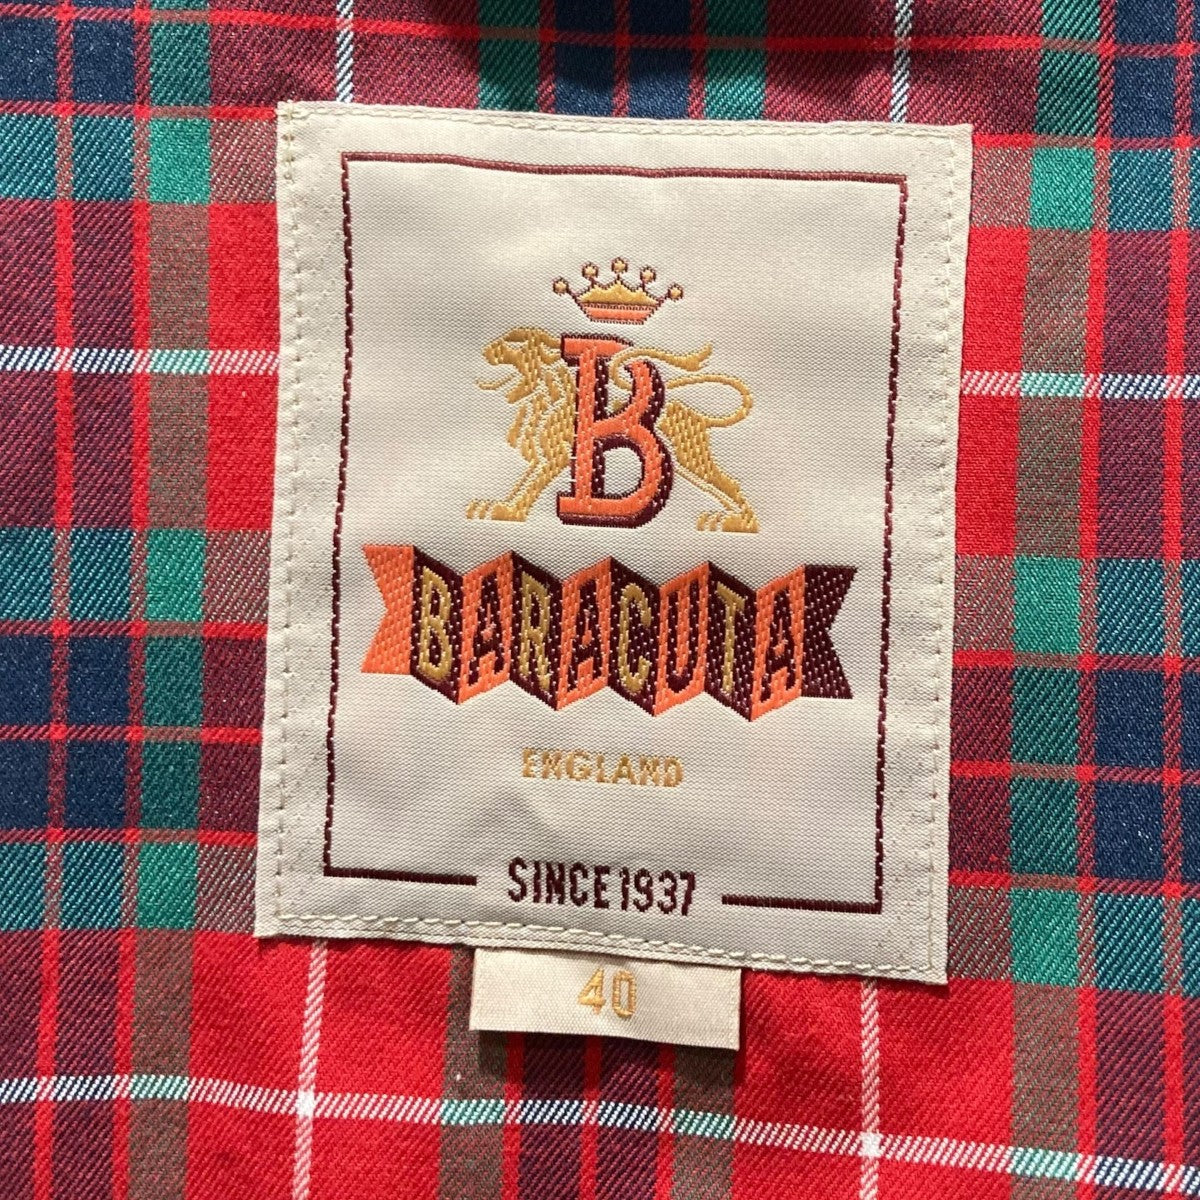 B
BARACUTA
ENGLAND
SINCE 1937
40